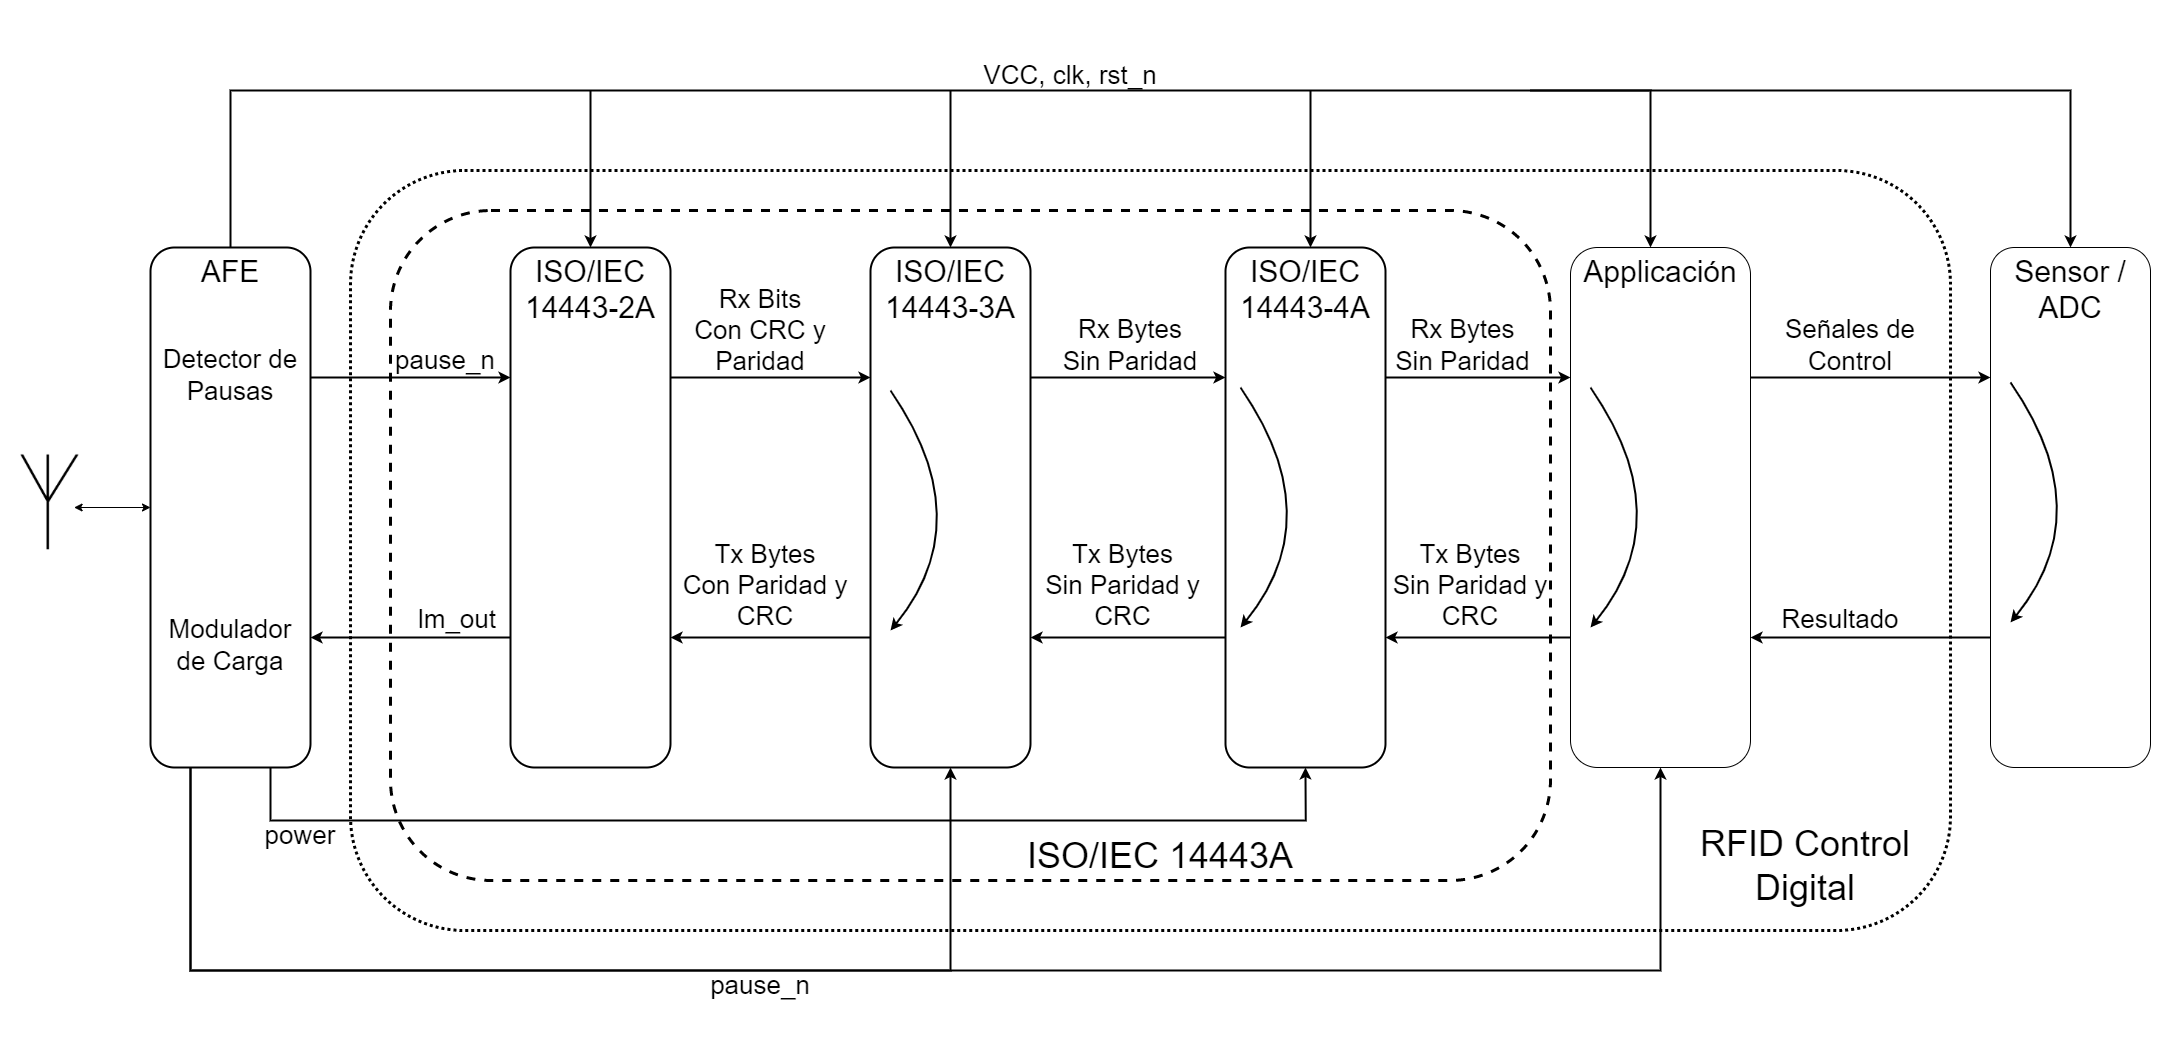 VCC, clk, rst_n
AFE
Detector de
Pausas
Modulador
de Carga
pause_n
lm_out
ISO/IEC
14443-2A
Rx Bits
Con CRC y
Paridad
Tx Bytes
Con Paridad y
CRC
ISO/IEC
14443-3A
Rx Bytes
Sin Paridad
Tx Bytes
Sin Paridad y
CRC
ISO/IEC
14443-4A
Rx Bytes
Sin Paridad
Tx Bytes
Sin Paridad y
CRC
Applicación
Señales de
Control
Resultado
Sensor /
ADC
power
ISO/IEC 14443A
RFID Control
Digital
pause_n